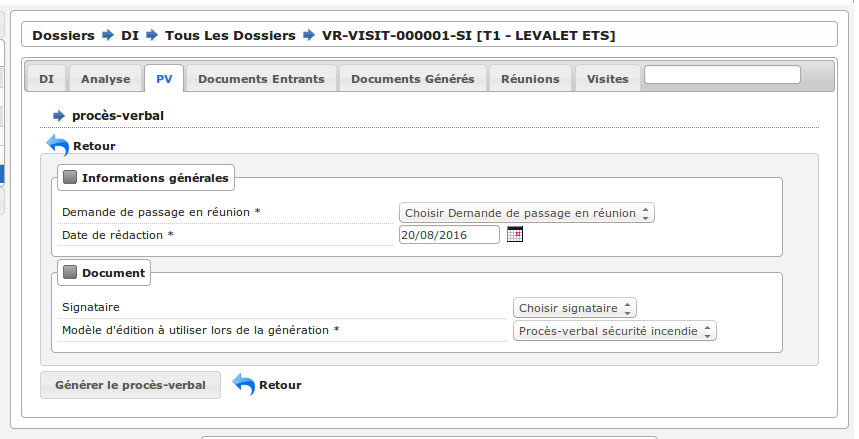 Dossiers DI Tous Les Dossiers VR-VISIT-000001-SI [T1 - LEVALET ETS]
DI Analyse PV Documents Entrants Documents Générés Réunions Visites
procès-verbal
Retour
Informations générales
Demande de passage en réunion * Choisir Demande de passage en réunion
Date de rédaction * 20/08/2016
Document
Signataire Choisir signataire
Modèle d'édition à utiliser lors de la génération * Procès-verbal sécurité incendie
Générer le procès-verbal Retour